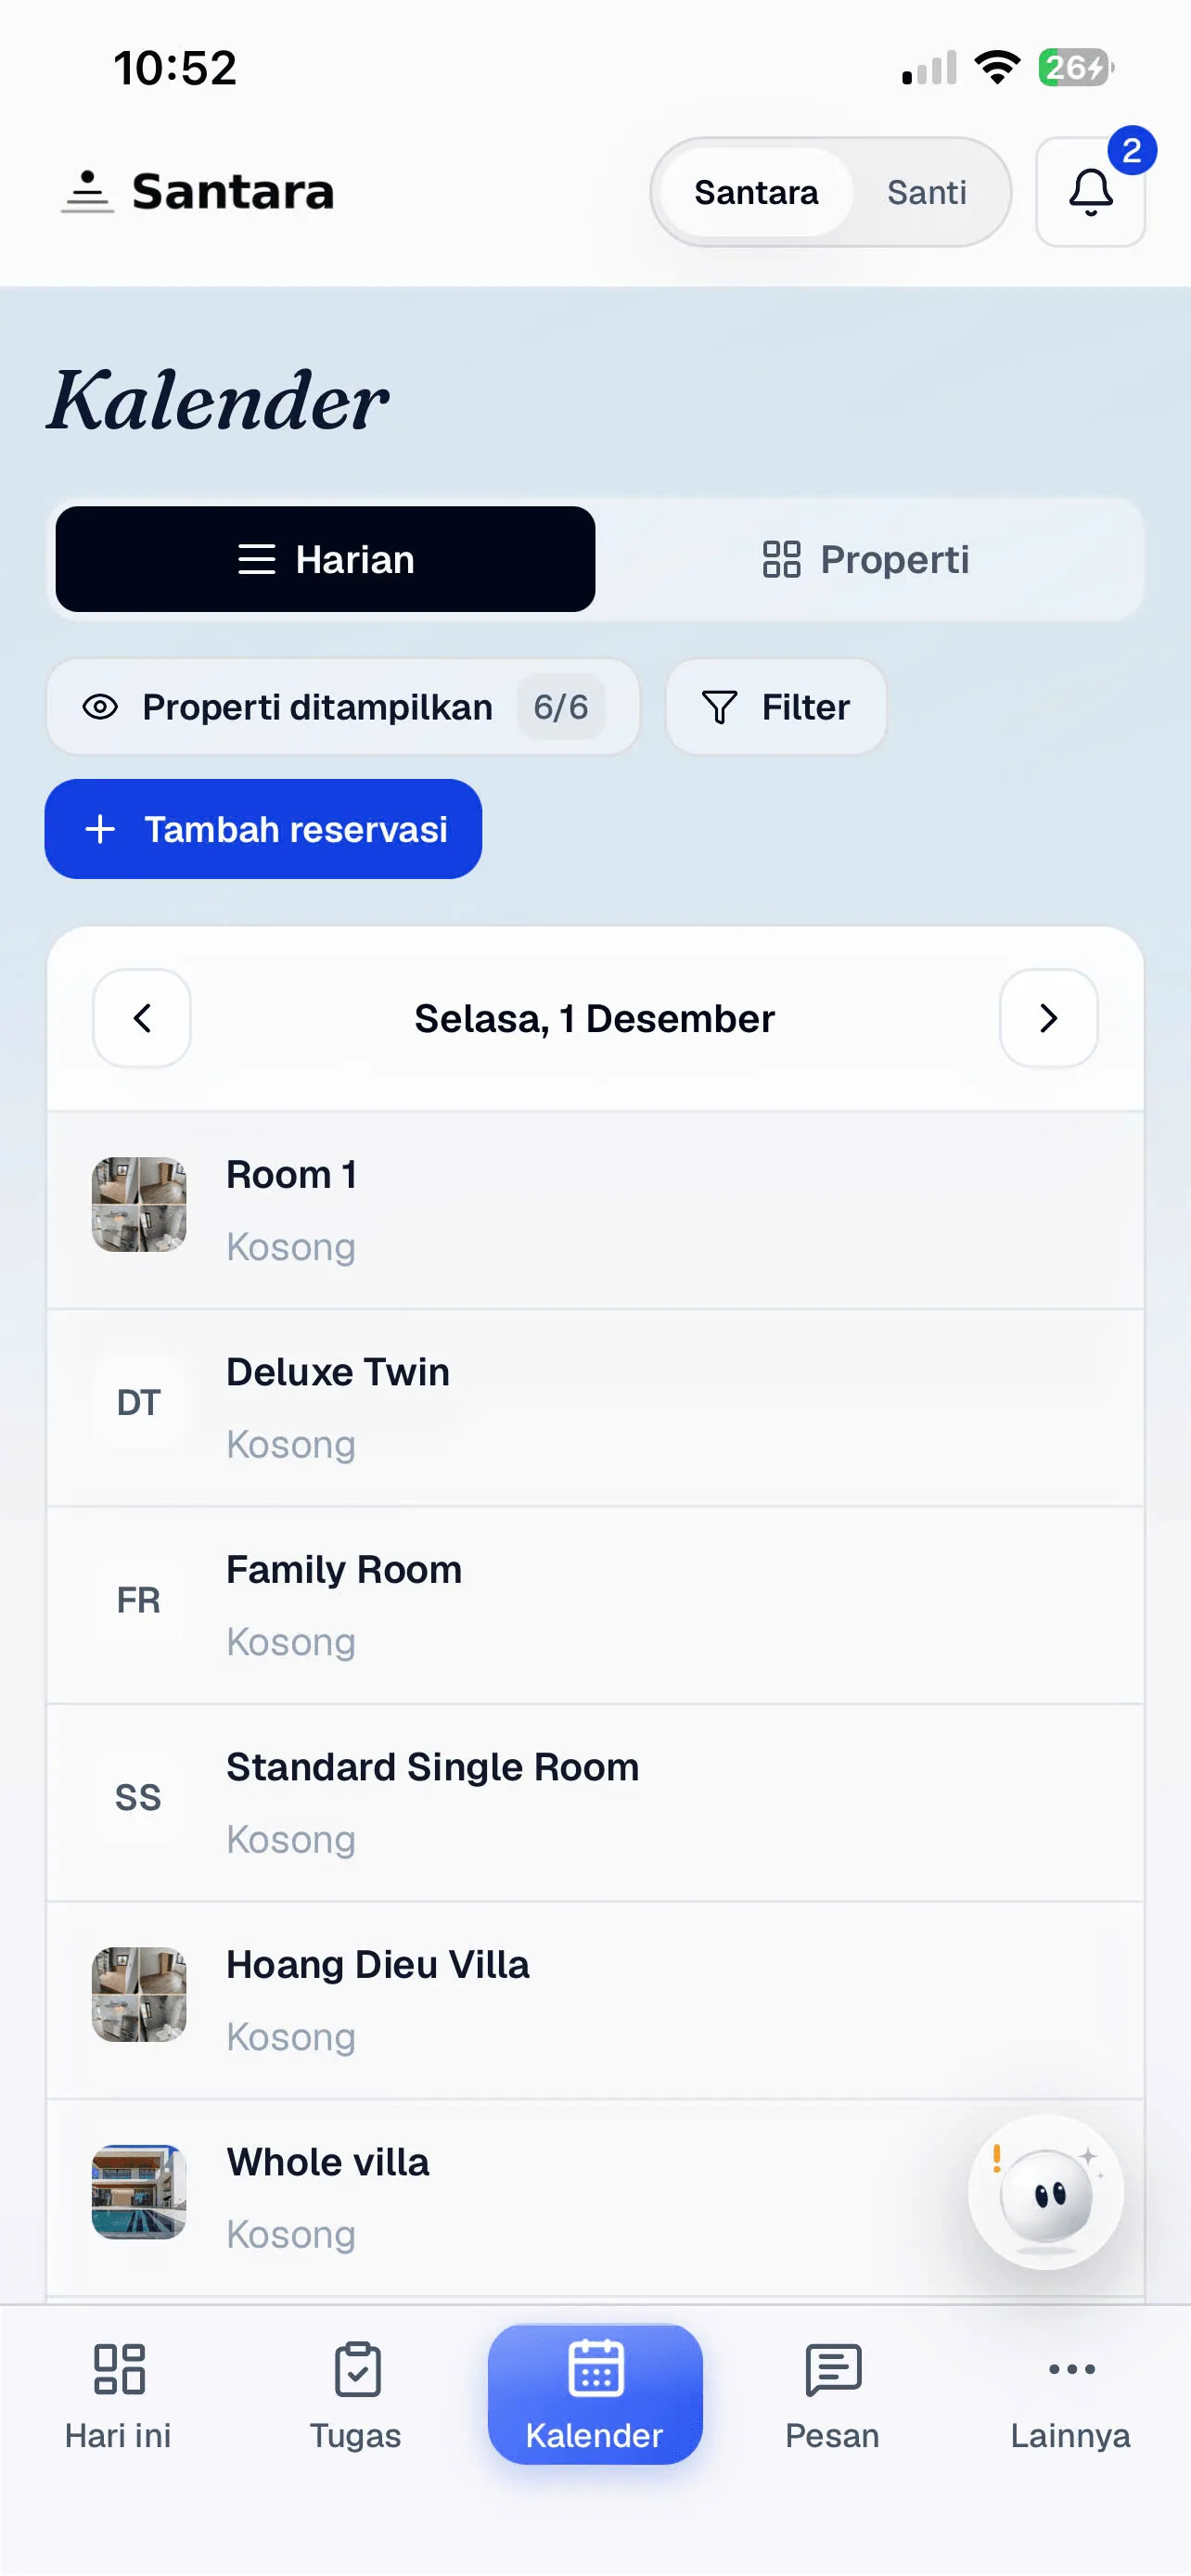 10:52
26
Santara
Santara
Santi
2
Kalender
Harian
Properti
Properti ditampilkan 6/6
Filter
+ Tambah reservasi
Selasa, 1 Desember
Room 1
Kosong
DT
Deluxe Twin
Kosong
FR
Family Room
Kosong
SS
Standard Single Room
Kosong
Hoang Dieu Villa
Kosong
Whole villa
Kosong
!
Hari ini
Tugas
Kalender
Pesan
Lainnya